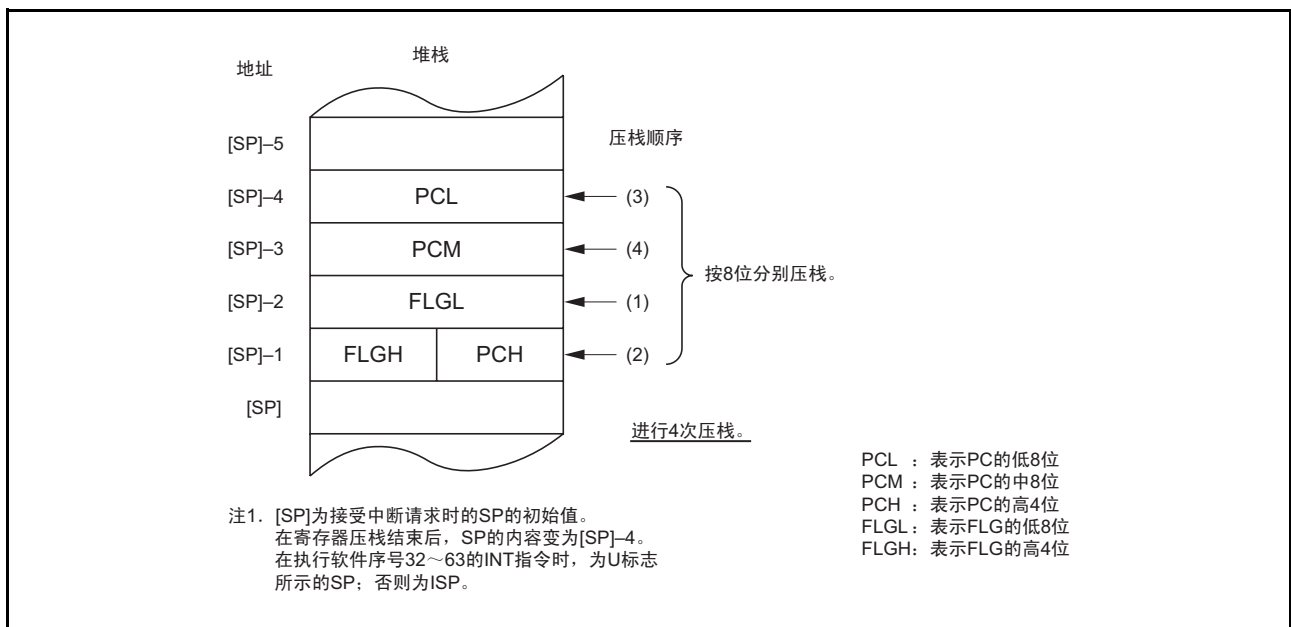 堆栈
地址
[SP]–5
压栈顺序
[SP]–4 PCL (3)
[SP]–3 PCM (4)
按8位分别压栈。
[SP]–2 FLGL (1)
[SP]–1 FLGH PCH (2)
[SP]
进行4次压栈。
PCL ：表示PC的低8位
PCM ：表示PC的中8位
PCH ：表示PC的高4位
FLGL：表示FLG的低8位
FLGH：表示FLG的高4位
注1. [SP]为接受中断请求时的SP的初始值。
在寄存器压栈结束后，SP的内容变为[SP]–4。
在执行软件序号32～63的INT指令时，为U标志
所示的SP；否则为ISP。